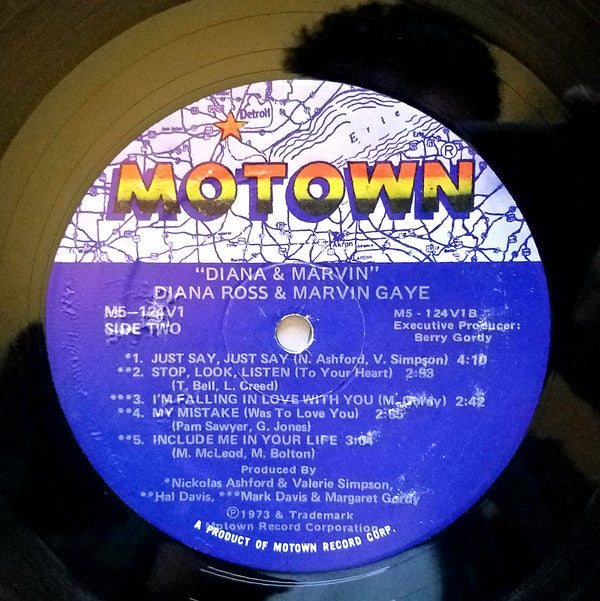 Detroit
Erie
MOTOWN®
Akron
Canton
"DIANA & MARVIN"
DIANA ROSS & MARVIN GAYE
M5-124V1
SIDE TWO
M5 - 124V1B
Executive Producer:
Berry Gordy
*1. JUST SAY, JUST SAY (N. Ashford, V. Simpson) 4:10
**2. STOP, LOOK, LISTEN (To Your Heart) 2:53
(T. Bell, L. Creed)
***3. I'M FALLING IN LOVE WITH YOU (M. Gordy) 2:42
**4. MY MISTAKE (Was To Love You) 2:55
(Pam Sawyer, G. Jones)
**5. INCLUDE ME IN YOUR LIFE 3:04
(M. McLeod, M. Bolton)
Produced By
*Nickolas Ashford & Valerie Simpson,
**Hal Davis, ***Mark Davis & Margaret Gordy
℗1973 & Trademark
Motown Record Corporation
A PRODUCT OF MOTOWN RECORD CORP.